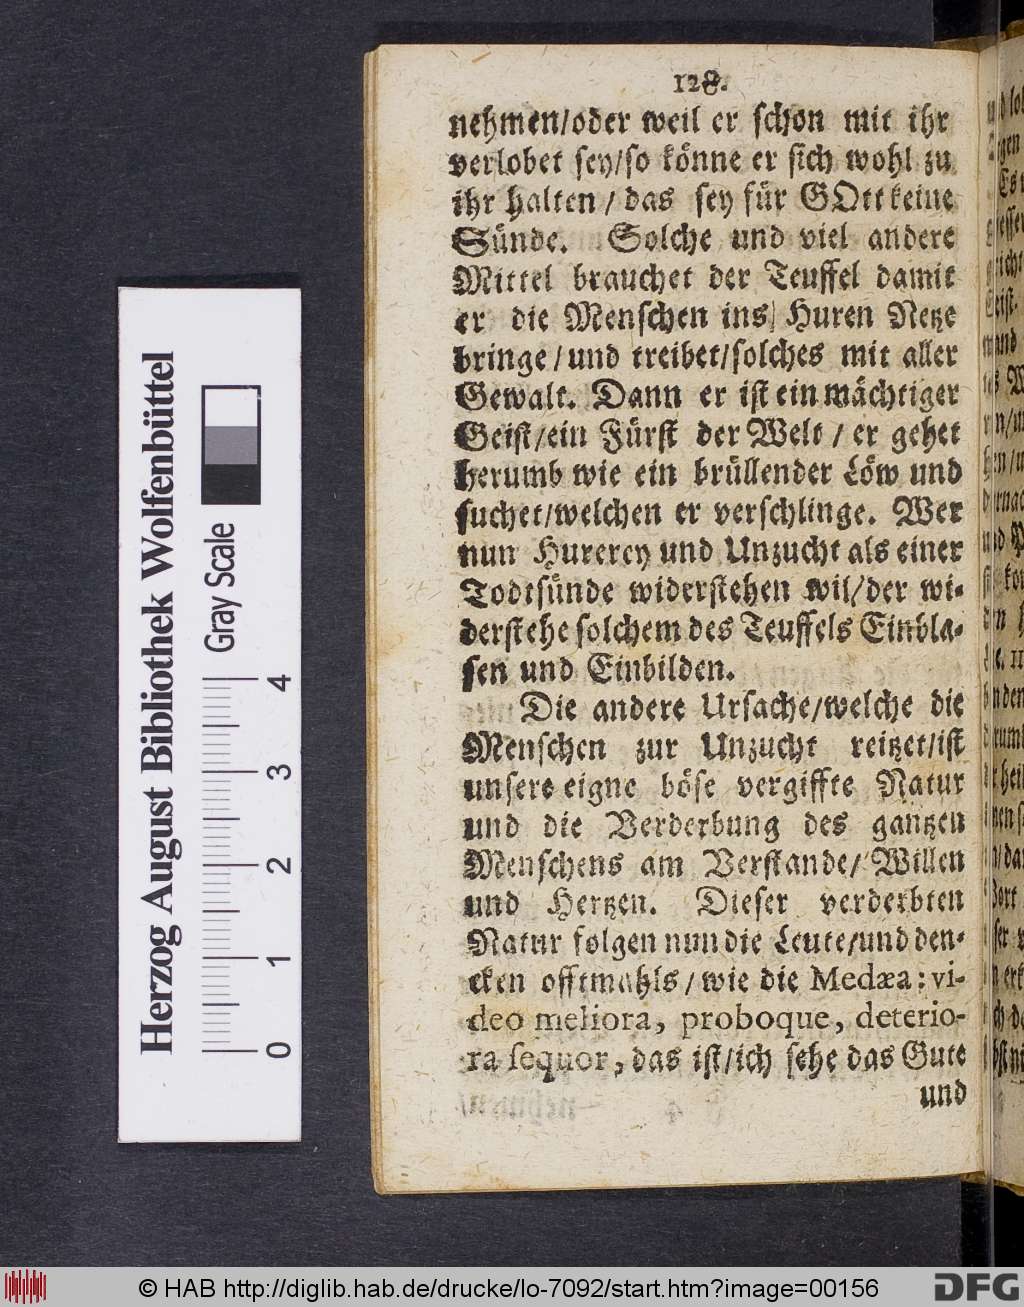 128.
nehmen/oder weil er schon mit ihr
verlobet sey/so könne er sich wohl zu
ihr halten / das sey für GOtt keine
Sünde. Solche und viel andere
Mittel brauchet der Teuffel damit
er die Menschen ins Huren Netze
bringe/und treibet/solches mit aller
Gewalt. Dann er ist ein mächtiger
Geist/ein Fürst der Welt / er gehet
herumb wie ein brüllender Löw und
suchet/welchen er verschlinge. Wer
nun Hurerey und Unzucht als einer
Todtsünde widerstehen wil/der wi-
derstehe solchem des Teuffels Einbla-
sen und Einbilden.
Die andere Ursache/welche die
Menschen zur Unzucht reitzet/ist
unsere eigne böse vergiffte Natur
und die Verderbung des gantzen
Menschens am Verstande/ Willen
und Hertzen. Dieser verderbten
Natur folgen nun die Leute/und den-
cken offtmahls / wie die Medæa: vi-
deo meliora, proboque, deterio-
ra sequor, das ist/ich sehe das Gute
und
Herzog August Bibliothek Wolfenbüttel
Gray Scale
0 1 2 3 4
© HAB http://diglib.hab.de/drucke/lo-7092/start.htm?image=00156
DFG